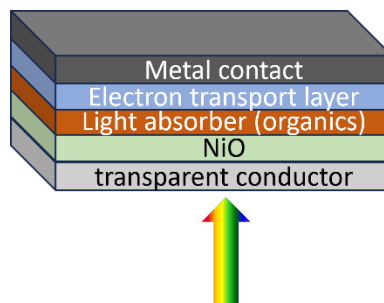 Metal contact
Electron transport layer
Light absorber (organics)
NiO
transparent conductor